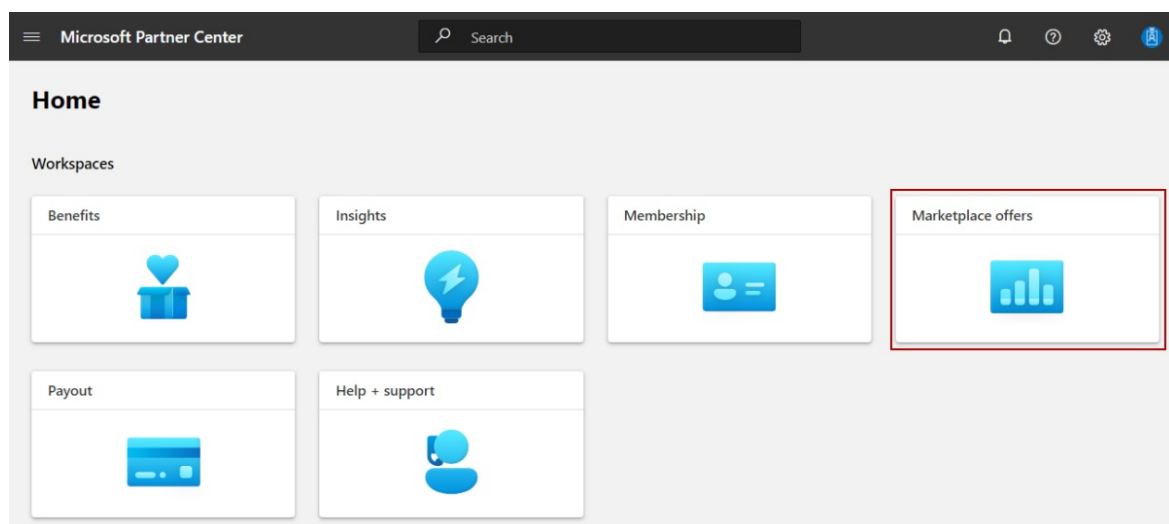 Microsoft Partner Center
Search
Home
Workspaces
Benefits
Insights
Membership
Marketplace offers
Payout
Help + support